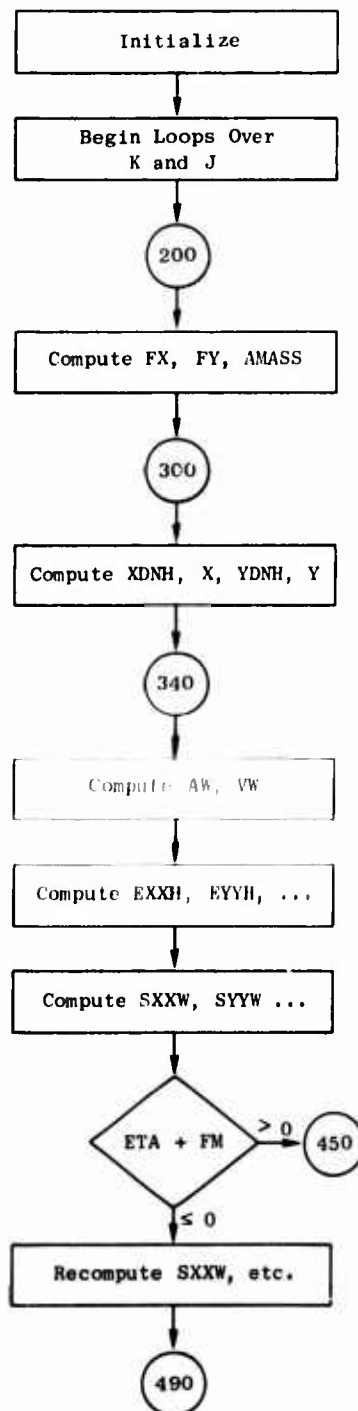 Initialize
Begin Loops Over
K and J
200
Compute FX, FY, AMASS
300
Compute XDNH, X, YDNH, Y
340
Compute AW, VW
Compute EXXH, EYYH, ...
Compute SXXW, SYYW ...
ETA + FM
> 0
450
≤ 0
Recompute SXXW, etc.
490